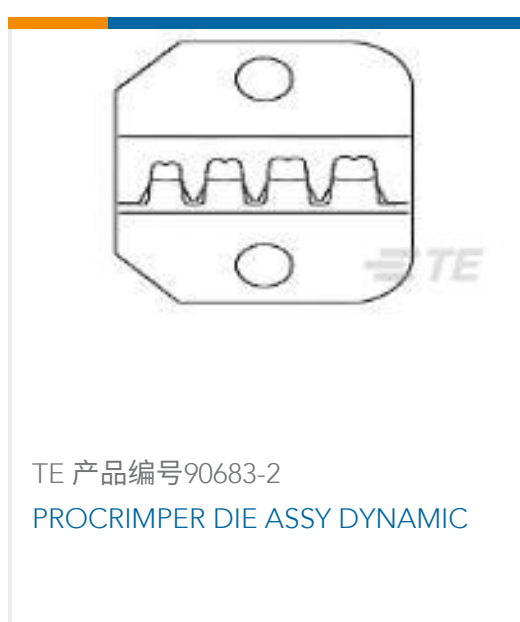 TE
TE 产品编号90683-2
PROCRIMPER DIE ASSY DYNAMIC